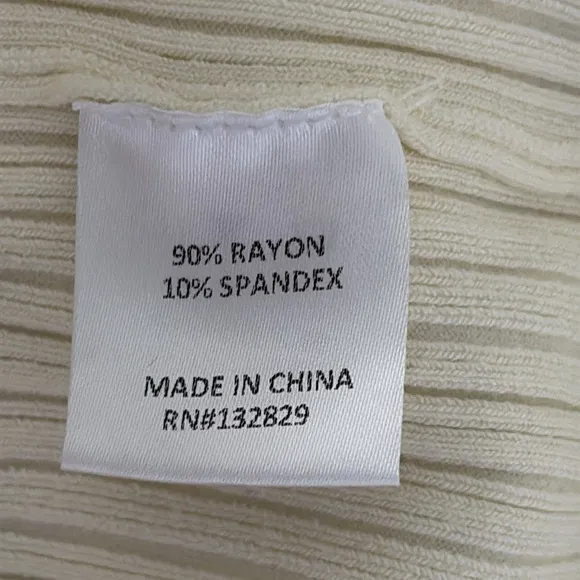 90% RAYON
10% SPANDEX
MADE IN CHINA
RN#132829